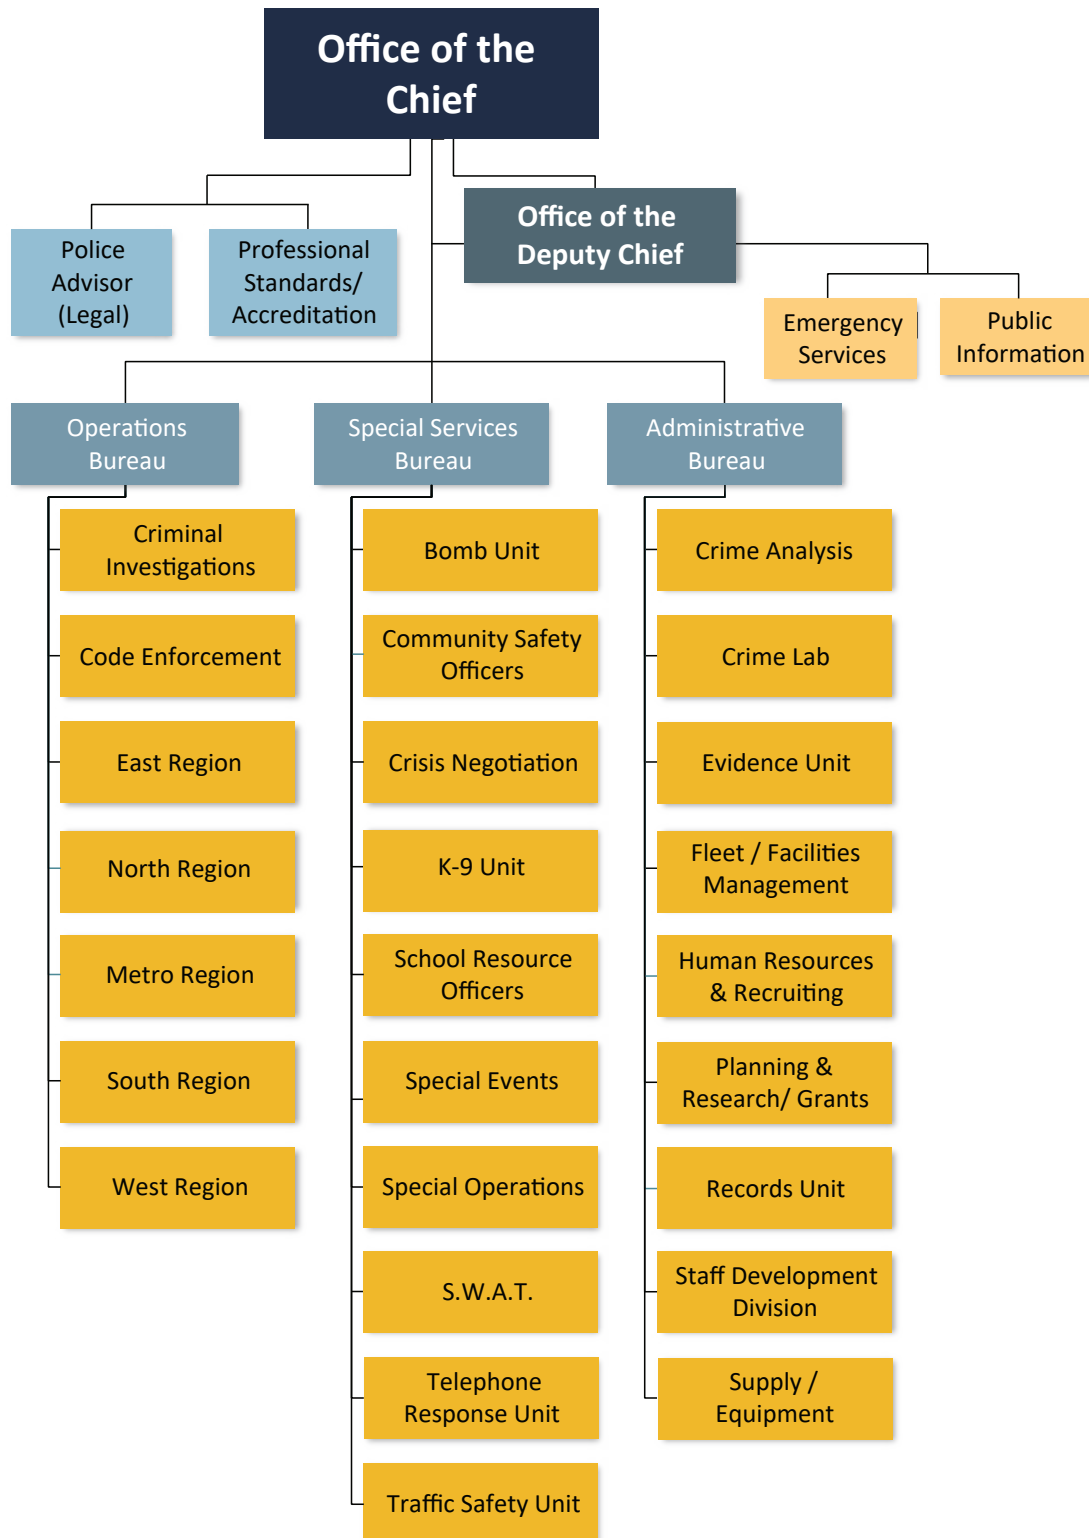 Office of the
Chief
Office of the
Deputy Chief
Police
Advisor
(Legal)
Professional
Standards/
Accreditation
Emergency
Services
Public
Information
Operations
Bureau
Special Services
Bureau
Administrative
Bureau
Criminal
Investigations
Code Enforcement
East Region
North Region
Metro Region
South Region
West Region
Bomb Unit
Community Safety
Officers
Crisis Negotiation
K-9 Unit
School Resource
Officers
Special Events
Special Operations
S.W.A.T.
Telephone
Response Unit
Traffic Safety Unit
Crime Analysis
Crime Lab
Evidence Unit
Fleet / Facilities
Management
Human Resources
& Recruiting
Planning &
Research/ Grants
Records Unit
Staff Development
Division
Supply /
Equipment